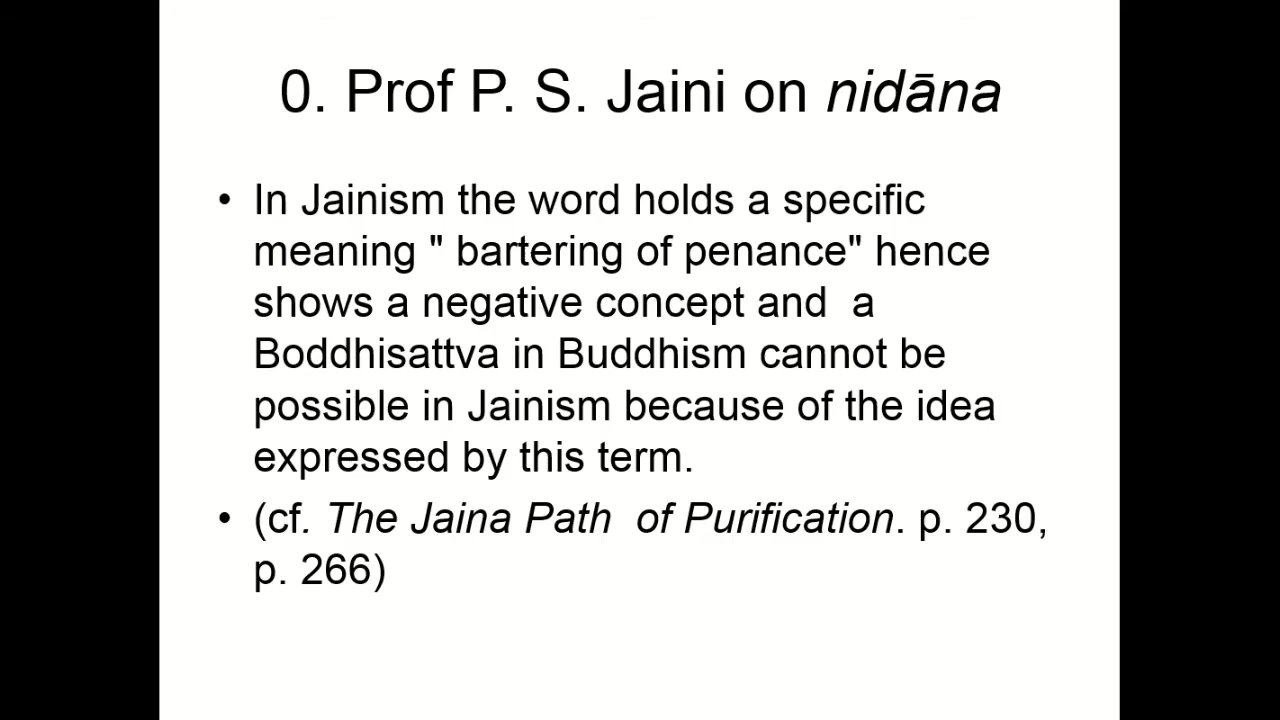 0. Prof P. S. Jaini on nidāna
• In Jainism the word holds a specific
meaning " bartering of penance" hence
shows a negative concept and  a
Boddhisattva in Buddhism cannot be
possible in Jainism because of the idea
expressed by this term.
• (cf. The Jaina Path  of Purification. p. 230,
p. 266)